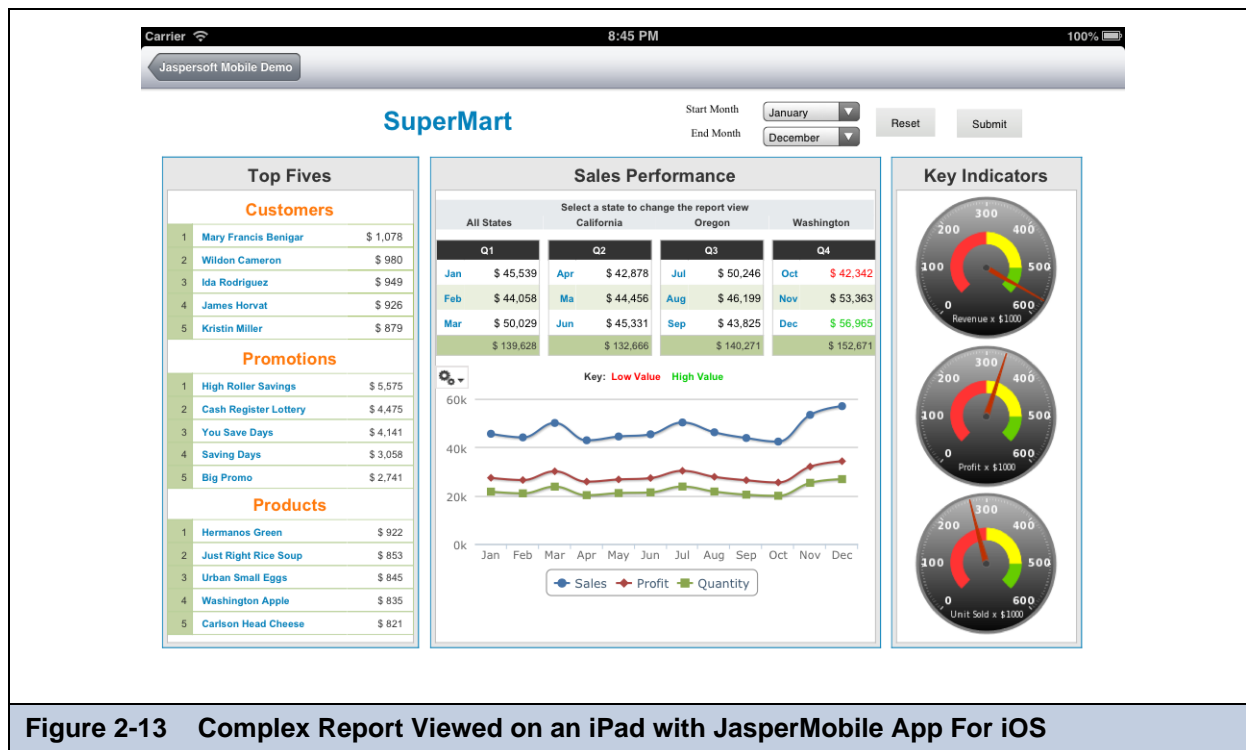 Carrier 8:45 PM 100%
Jaspersoft Mobile Demo
SuperMart
Start Month January
End Month December
Reset Submit
Top Fives
Customers
1 Mary Francis Benigar $ 1,078
2 Wildon Cameron $ 980
3 Ida Rodriguez $ 949
4 James Horvat $ 926
5 Kristin Miller $ 879
Promotions
1 High Roller Savings $ 5,575
2 Cash Register Lottery $ 4,475
3 You Save Days $ 4,141
4 Saving Days $ 3,058
5 Big Promo $ 2,741
Products
1 Hermanos Green $ 922
2 Just Right Rice Soup $ 853
3 Urban Small Eggs $ 845
4 Washington Apple $ 835
5 Carlson Head Cheese $ 821
Sales Performance
Select a state to change the report view
All States California Oregon Washington
Q1 Q2 Q3 Q4
Jan $ 45,539 Apr $ 42,878 Jul $ 50,246 Oct $ 42,342
Feb $ 44,058 Ma $ 44,456 Aug $ 46,199 Nov $ 53,363
Mar $ 50,029 Jun $ 45,331 Sep $ 43,825 Dec $ 56,965
$ 139,628 $ 132,666 $ 140,271 $ 152,671
Key: Low Value High Value
60k
40k
20k
0k
Jan Feb Mar Apr May Jun Jul Aug Sep Oct Nov Dec
Sales Profit Quantity
Key Indicators
0 100 200 300 400 500 600
Revenue x $1000
0 100 200 300 400 500 600
Profit x $1000
0 100 200 300 400 500 600
Unit Sold x $1000
Figure 2-13 Complex Report Viewed on an iPad with JasperMobile App For iOS